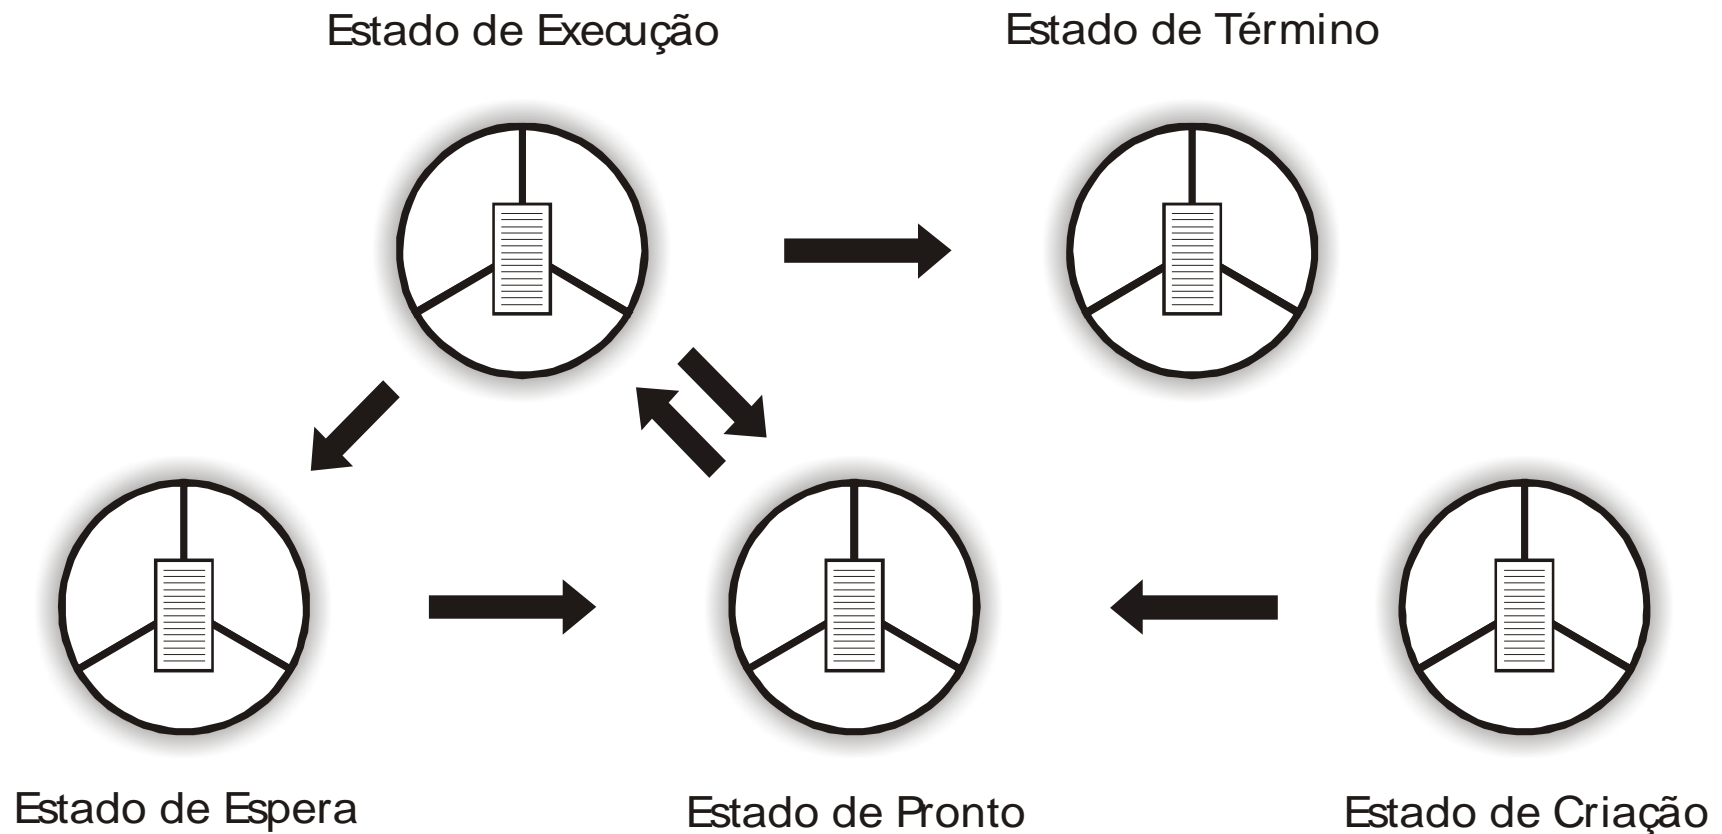 Estado de Execução
Estado de Término
Estado de Espera
Estado de Pronto
Estado de Criação